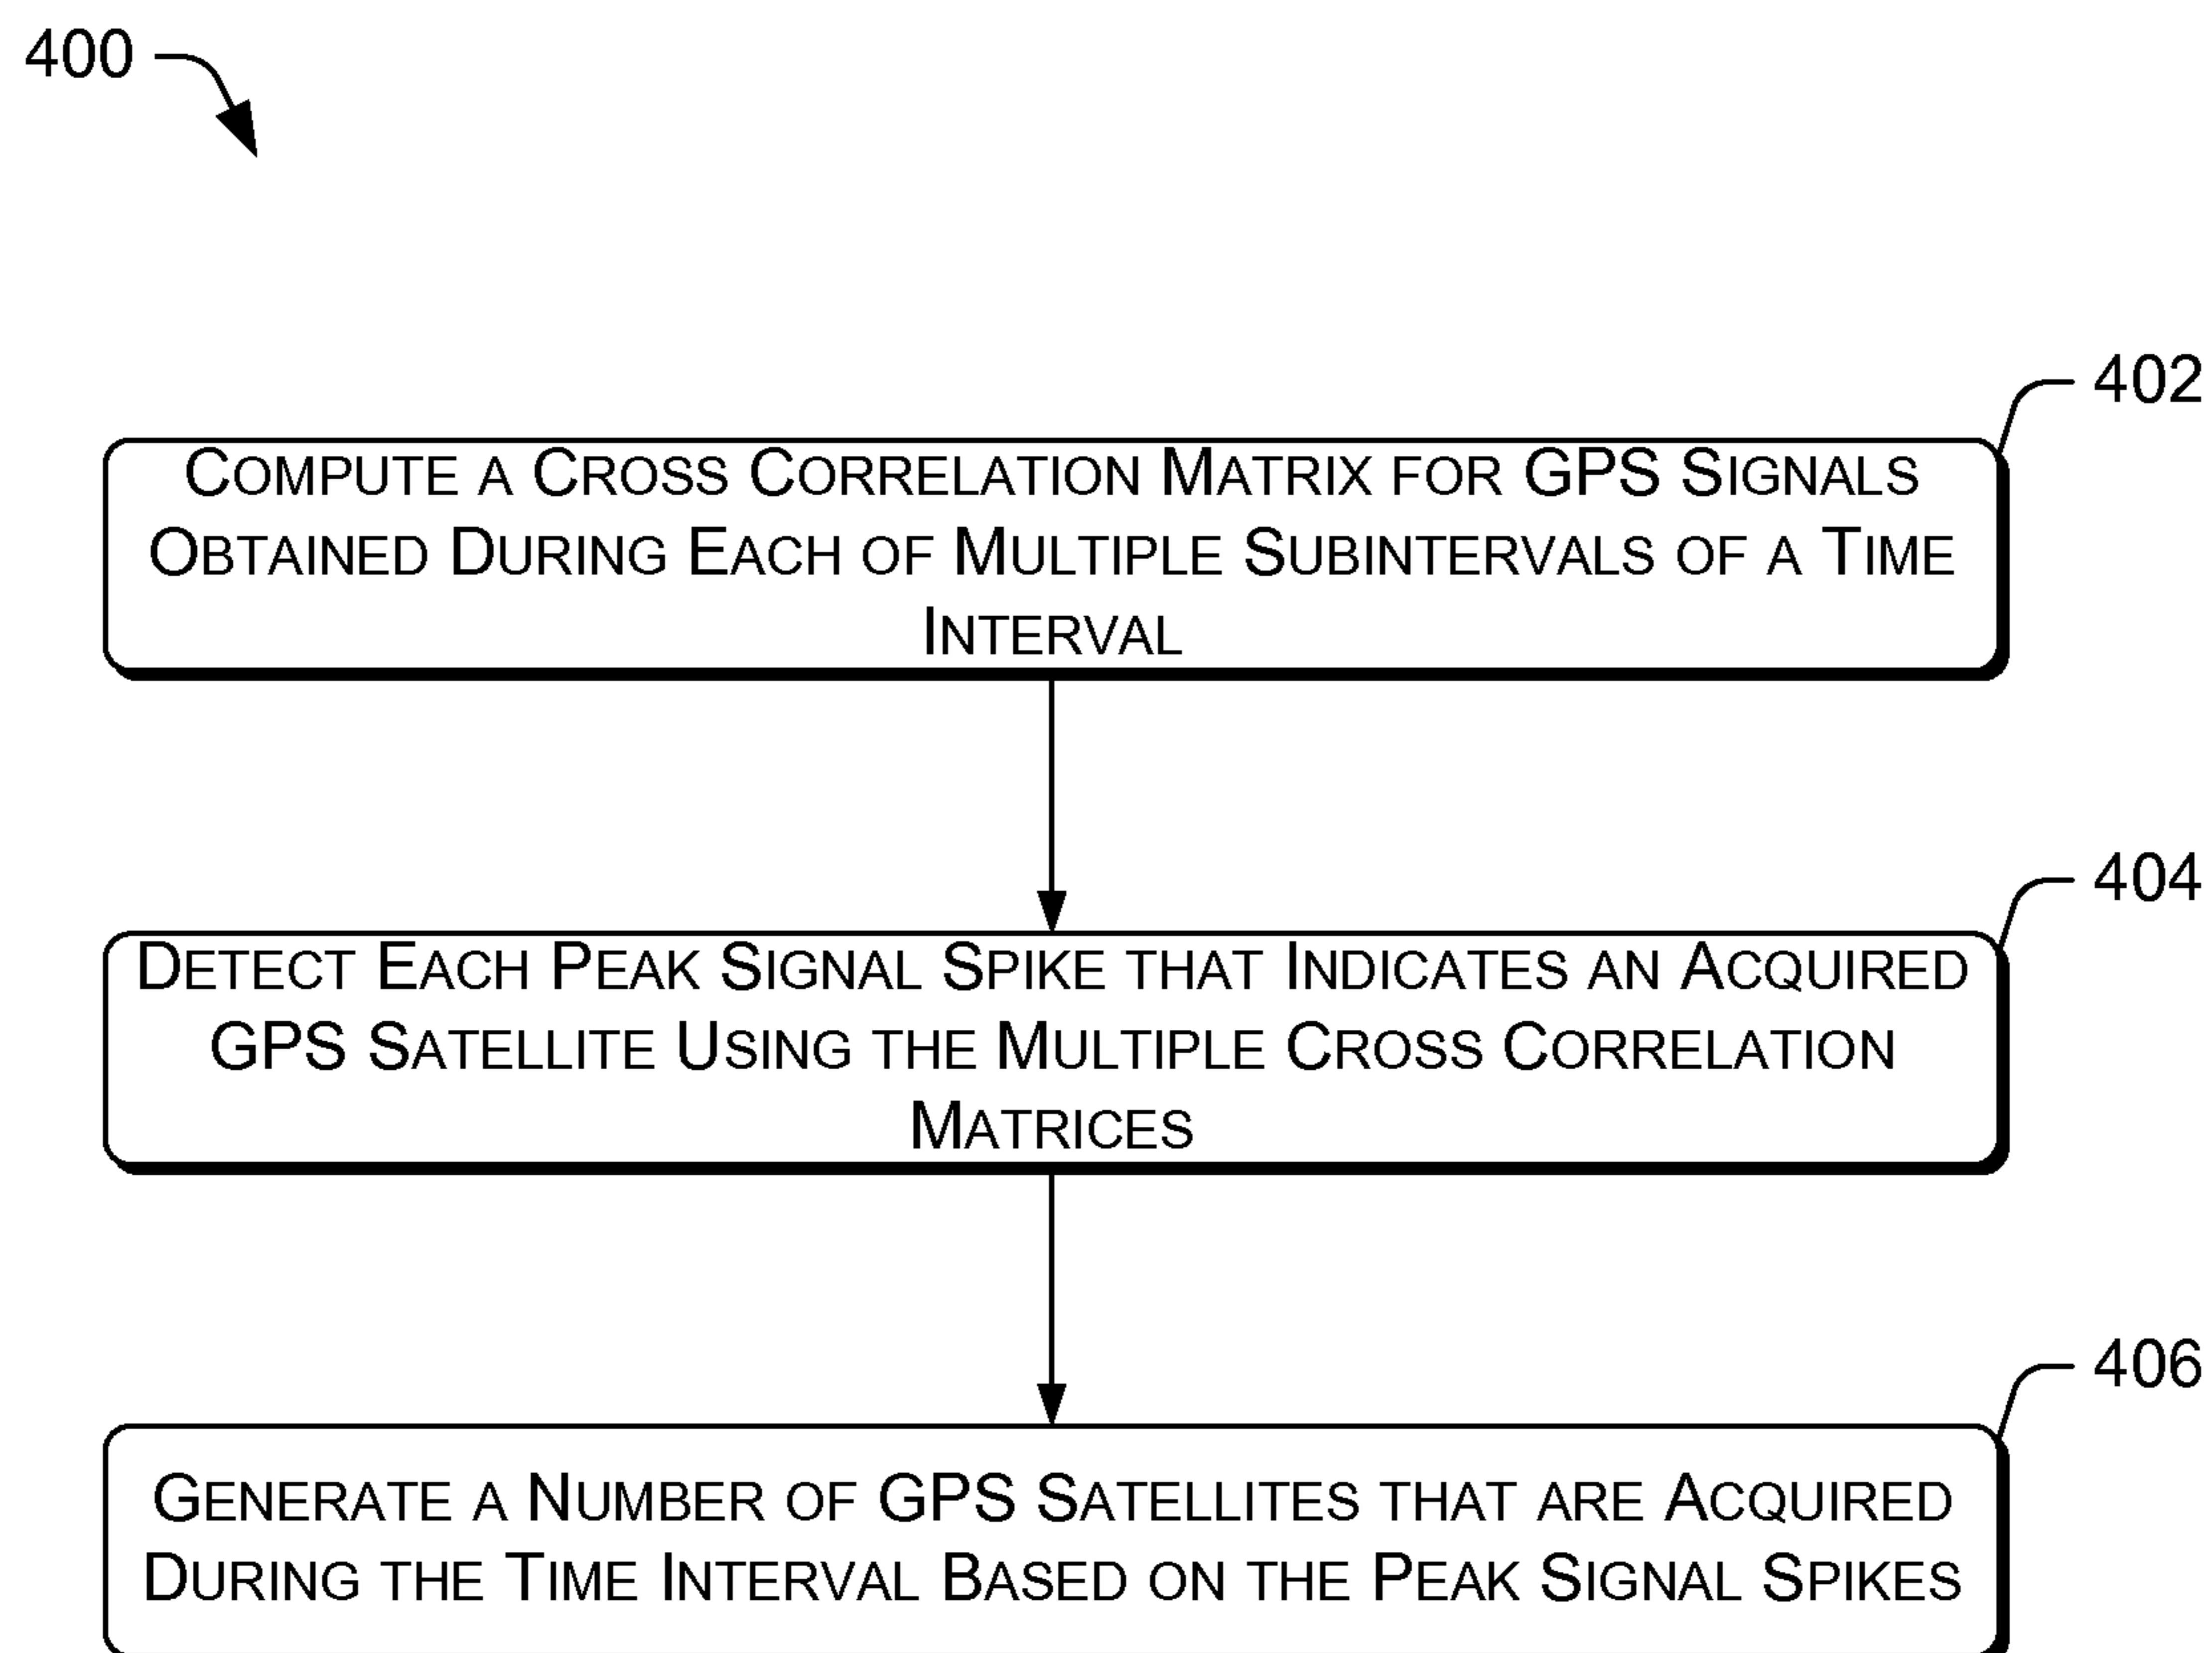 400
402
Compute a Cross Correlation Matrix for GPS Signals
Obtained During Each of Multiple Subintervals of a Time
Interval
404
Detect Each Peak Signal Spike that Indicates an Acquired
GPS Satellite Using the Multiple Cross Correlation
Matrices
406
Generate a Number of GPS Satellites that are Acquired
During the Time Interval Based on the Peak Signal Spikes